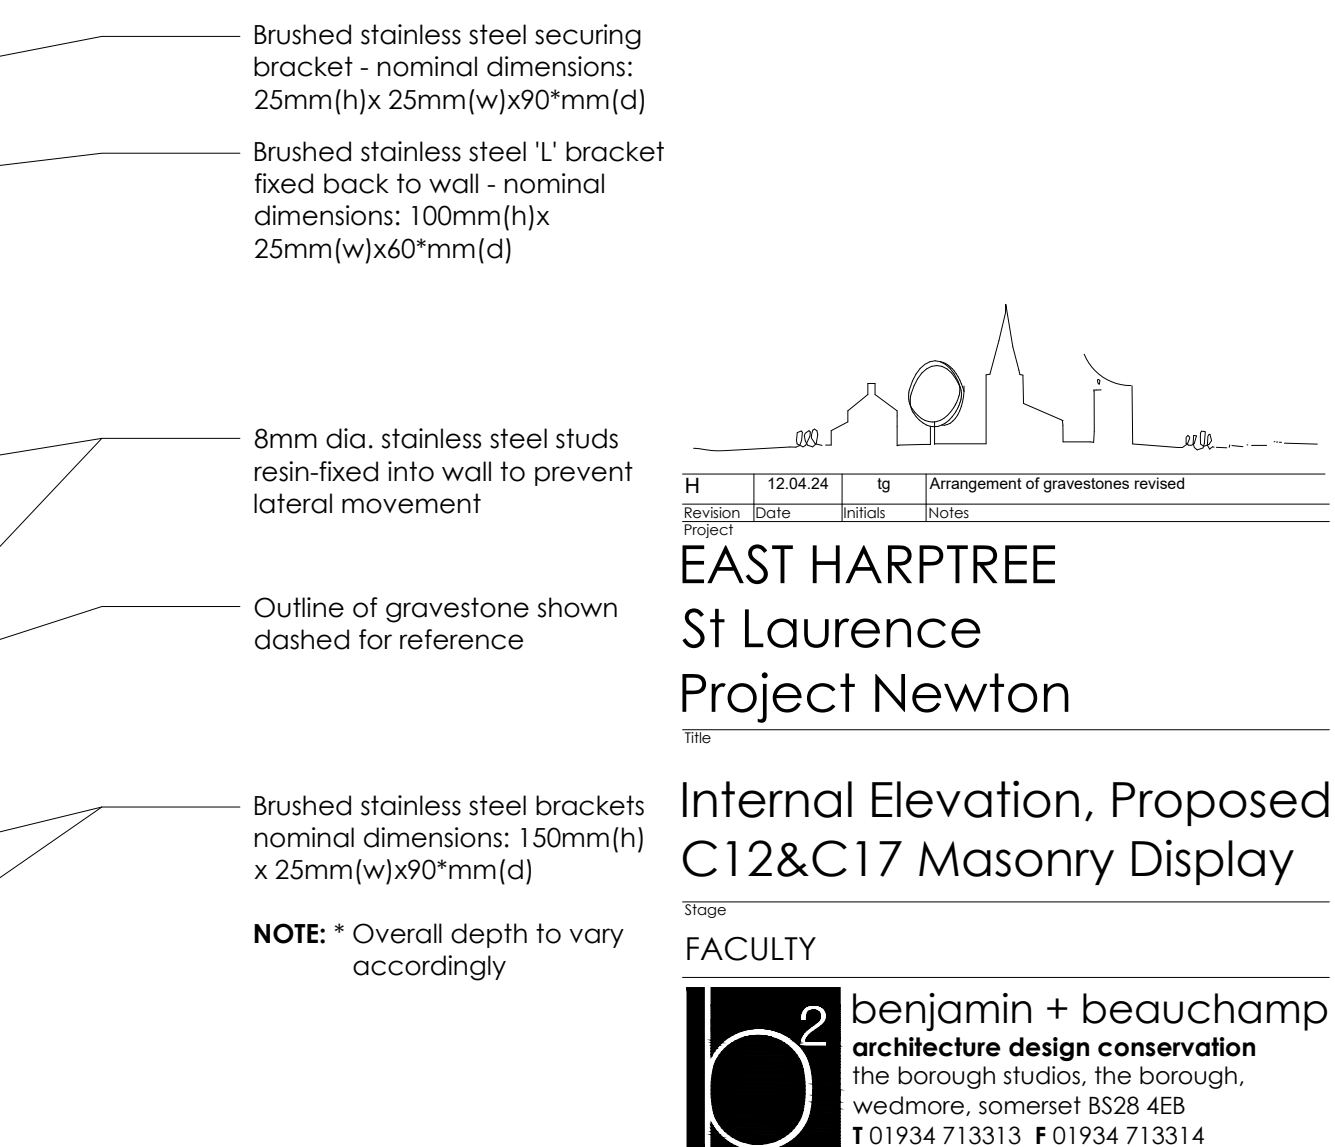 Brushed stainless steel securing
bracket - nominal dimensions:
25mm(h)x 25mm(w)x90*mm(d)
Brushed stainless steel 'L' bracket
fixed back to wall - nominal
dimensions: 100mm(h)x
25mm(w)x60*mm(d)
8mm dia. stainless steel studs
resin-fixed into wall to prevent
lateral movement
Outline of gravestone shown
dashed for reference
Brushed stainless steel brackets
nominal dimensions: 150mm(h)
x 25mm(w)x90*mm(d)
NOTE: * Overall depth to vary
accordingly
H 12.04.24 tg Arrangement of gravestones revised
Revision Date Initials Notes
Project
EAST HARPTREE
St Laurence
Project Newton
Title
Internal Elevation, Proposed
C12&C17 Masonry Display
Stage
FACULTY
b2
benjamin + beauchamp
architecture design conservation
the borough studios, the borough,
wedmore, somerset BS28 4EB
T 01934 713313 F 01934 713314